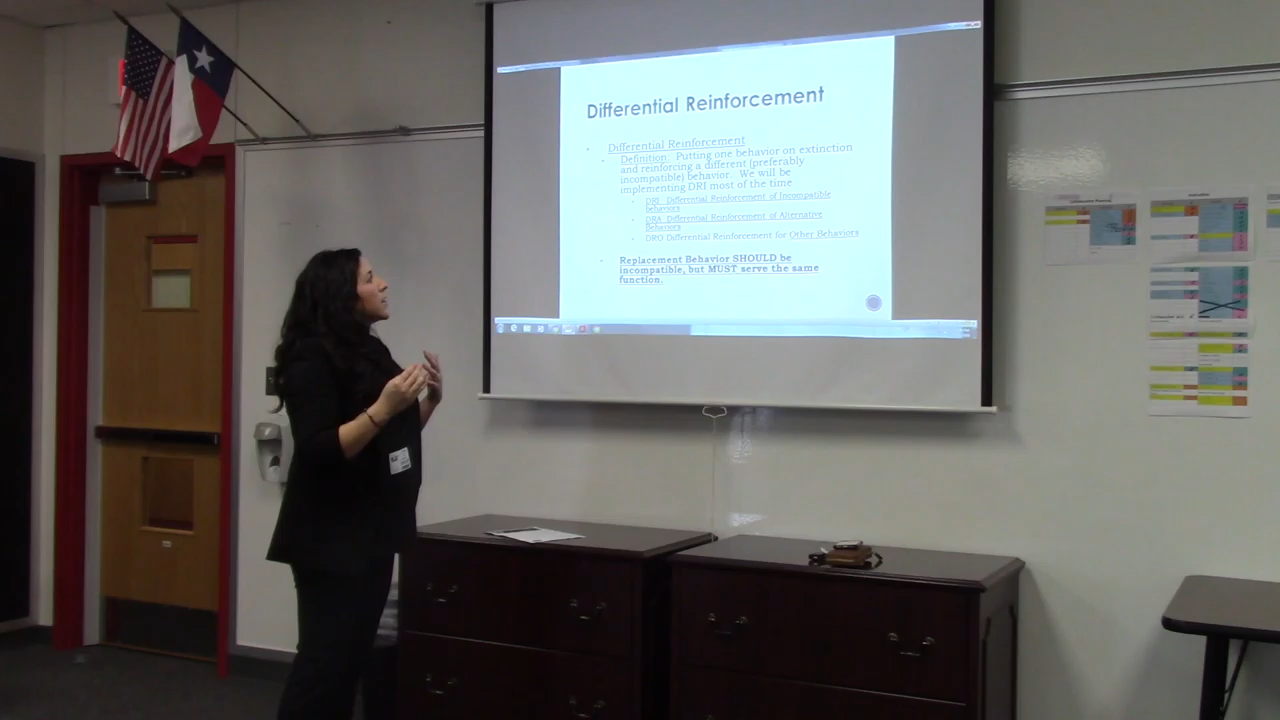 Differential Reinforcement
Differential Reinforcement
Definition: Putting one behavior on extinction
and reinforcing a different (preferably
incompatible) behavior. We will be
implementing DRI most of the time
DRI Differential Reinforcement of Incompatible
behaviors
DRA Differential Reinforcement of Alternative
Behaviors
DRO Differential Reinforcement for Other Behaviors
Replacement Behavior SHOULD be
incompatible, but MUST serve the same
function.